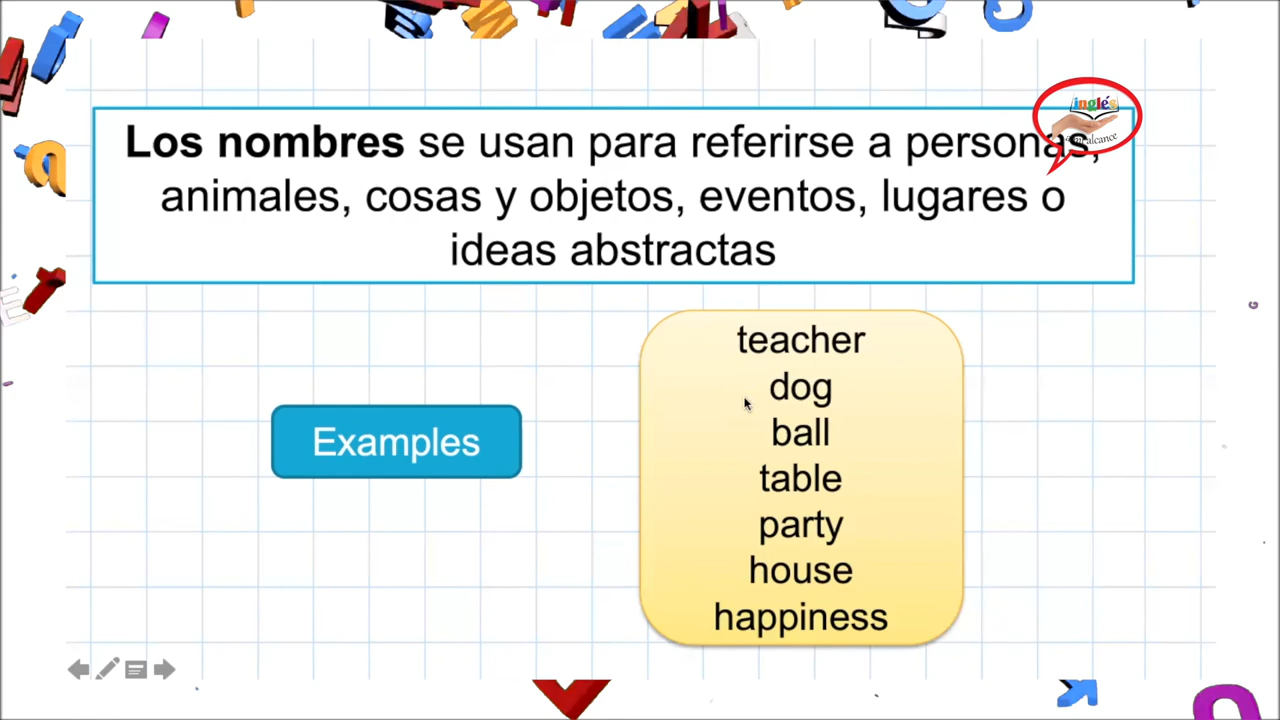 Los nombres se usan para referirse a personas,
animales, cosas y objetos, eventos, lugares o
ideas abstractas
inglés
alcance
Examples
teacher
dog
ball
table
party
house
happiness